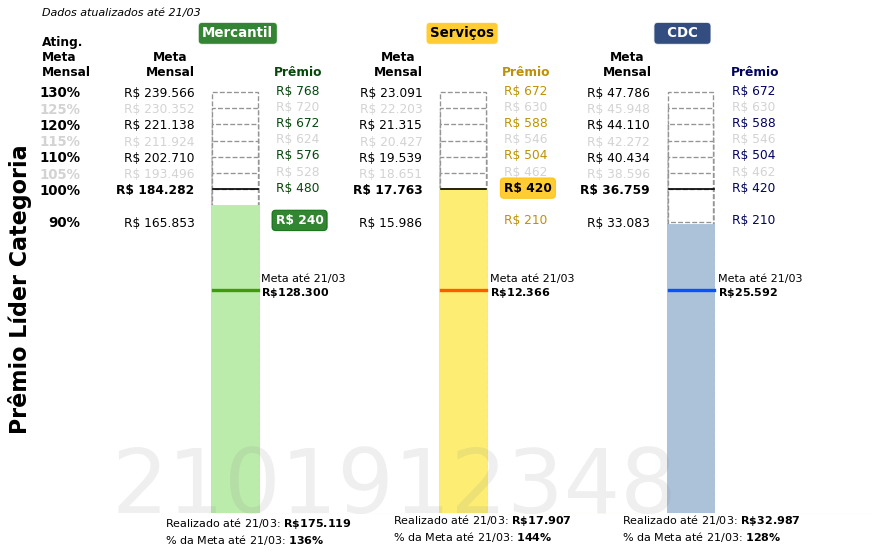 Dados atualizados até 21/03
Mercantil Serviços CDC
Ating. Meta Mensal
Meta Mensal Prêmio Meta Mensal Prêmio Meta Mensal Prêmio
130% R$ 239.566 R$ 768 R$ 23.091 R$ 672 R$ 47.786 R$ 672
125% R$ 230.352 R$ 720 R$ 22.203 R$ 630 R$ 45.948 R$ 630
120% R$ 221.138 R$ 672 R$ 21.315 R$ 588 R$ 44.110 R$ 588
115% R$ 211.924 R$ 624 R$ 20.427 R$ 546 R$ 42.272 R$ 546
110% R$ 202.710 R$ 576 R$ 19.539 R$ 504 R$ 40.434 R$ 504
105% R$ 193.496 R$ 528 R$ 18.651 R$ 462 R$ 38.596 R$ 462
100% R$ 184.282 R$ 480 R$ 17.763 R$ 420 R$ 36.759 R$ 420
90% R$ 165.853 R$ 240 R$ 15.986 R$ 210 R$ 33.083 R$ 210
Meta até 21/03 Meta até 21/03 Meta até 21/03
R$128.300 R$12.366 R$25.592
Prêmio Líder Categoria
2101912348
Realizado até 21/03: R$175.119 Realizado até 21/03: R$17.907 Realizado até 21/03: R$32.987
% da Meta até 21/03: 136% % da Meta até 21/03: 144% % da Meta até 21/03: 128%